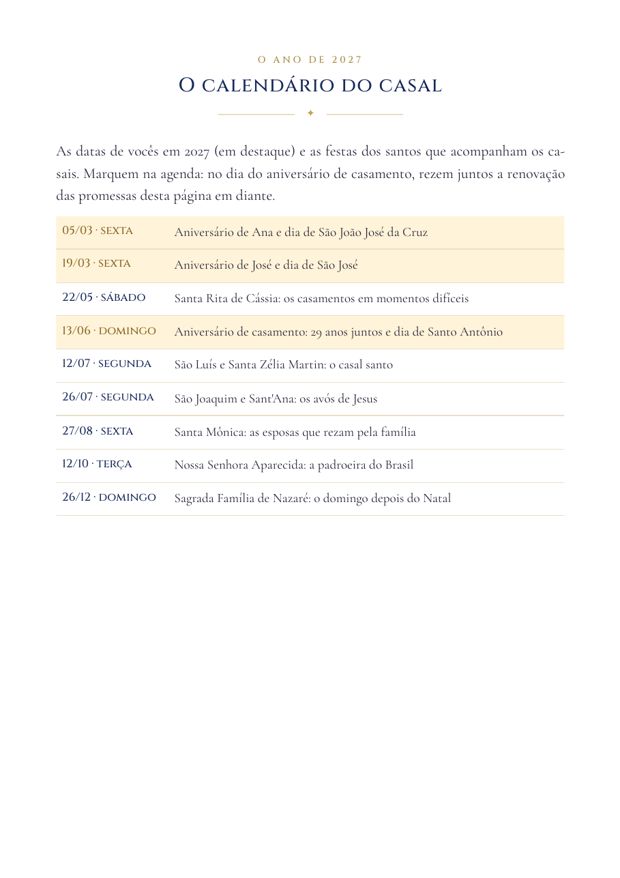 O ANO DE 2027
O CALENDÁRIO DO CASAL
As datas de vocês em 2027 (em destaque) e as festas dos santos que acompanham os ca-
sais. Marquem na agenda: no dia do aniversário de casamento, rezem juntos a renovação
das promessas desta página em diante.
05/03 · SEXTA Aniversário de Ana e dia de São João José da Cruz
19/03 · SEXTA Aniversário de José e dia de São José
22/05 · SÁBADO Santa Rita de Cássia: os casamentos em momentos difíceis
13/06 · DOMINGO Aniversário de casamento: 29 anos juntos e dia de Santo Antônio
12/07 · SEGUNDA São Luís e Santa Zélia Martin: o casal santo
26/07 · SEGUNDA São Joaquim e Sant'Ana: os avós de Jesus
27/08 · SEXTA Santa Mônica: as esposas que rezam pela família
12/10 · TERÇA Nossa Senhora Aparecida: a padroeira do Brasil
26/12 · DOMINGO Sagrada Família de Nazaré: o domingo depois do Natal